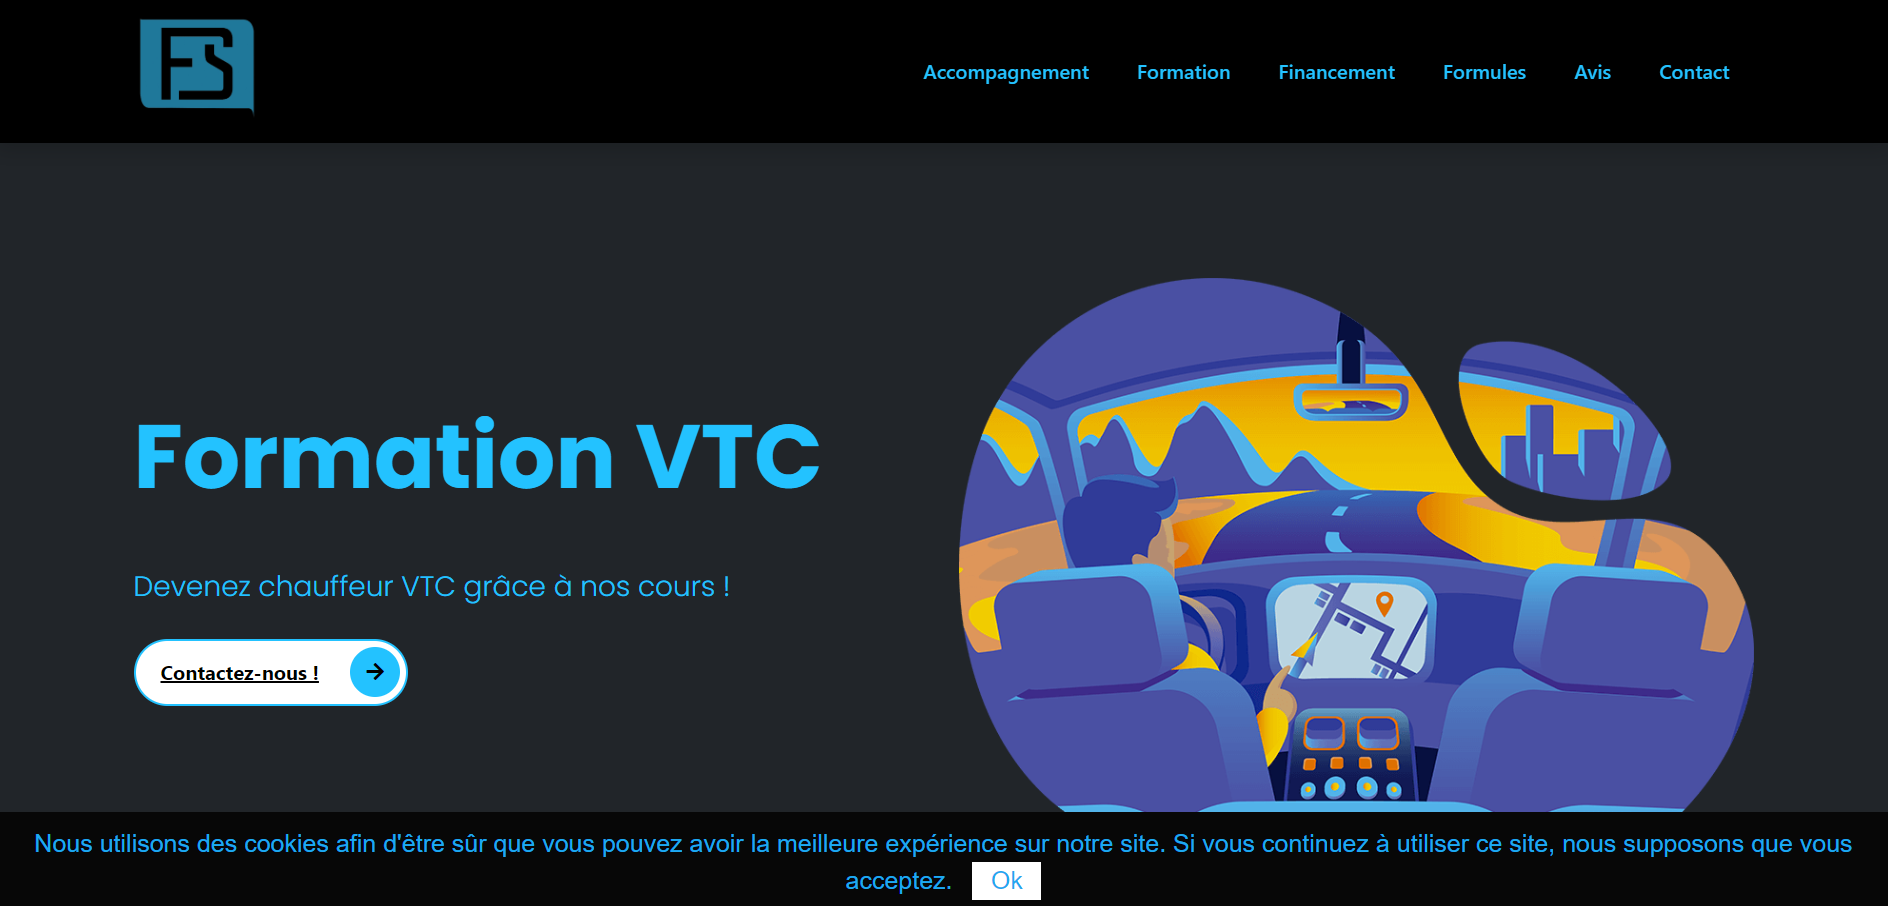 FS
Accompagnement Formation Financement Formules Avis Contact
Formation VTC
Devenez chauffeur VTC grâce à nos cours !
Contactez-nous !
Nous utilisons des cookies afin d'être sûr que vous pouvez avoir la meilleure expérience sur notre site. Si vous continuez à utiliser ce site, nous supposons que vous
acceptez. Ok